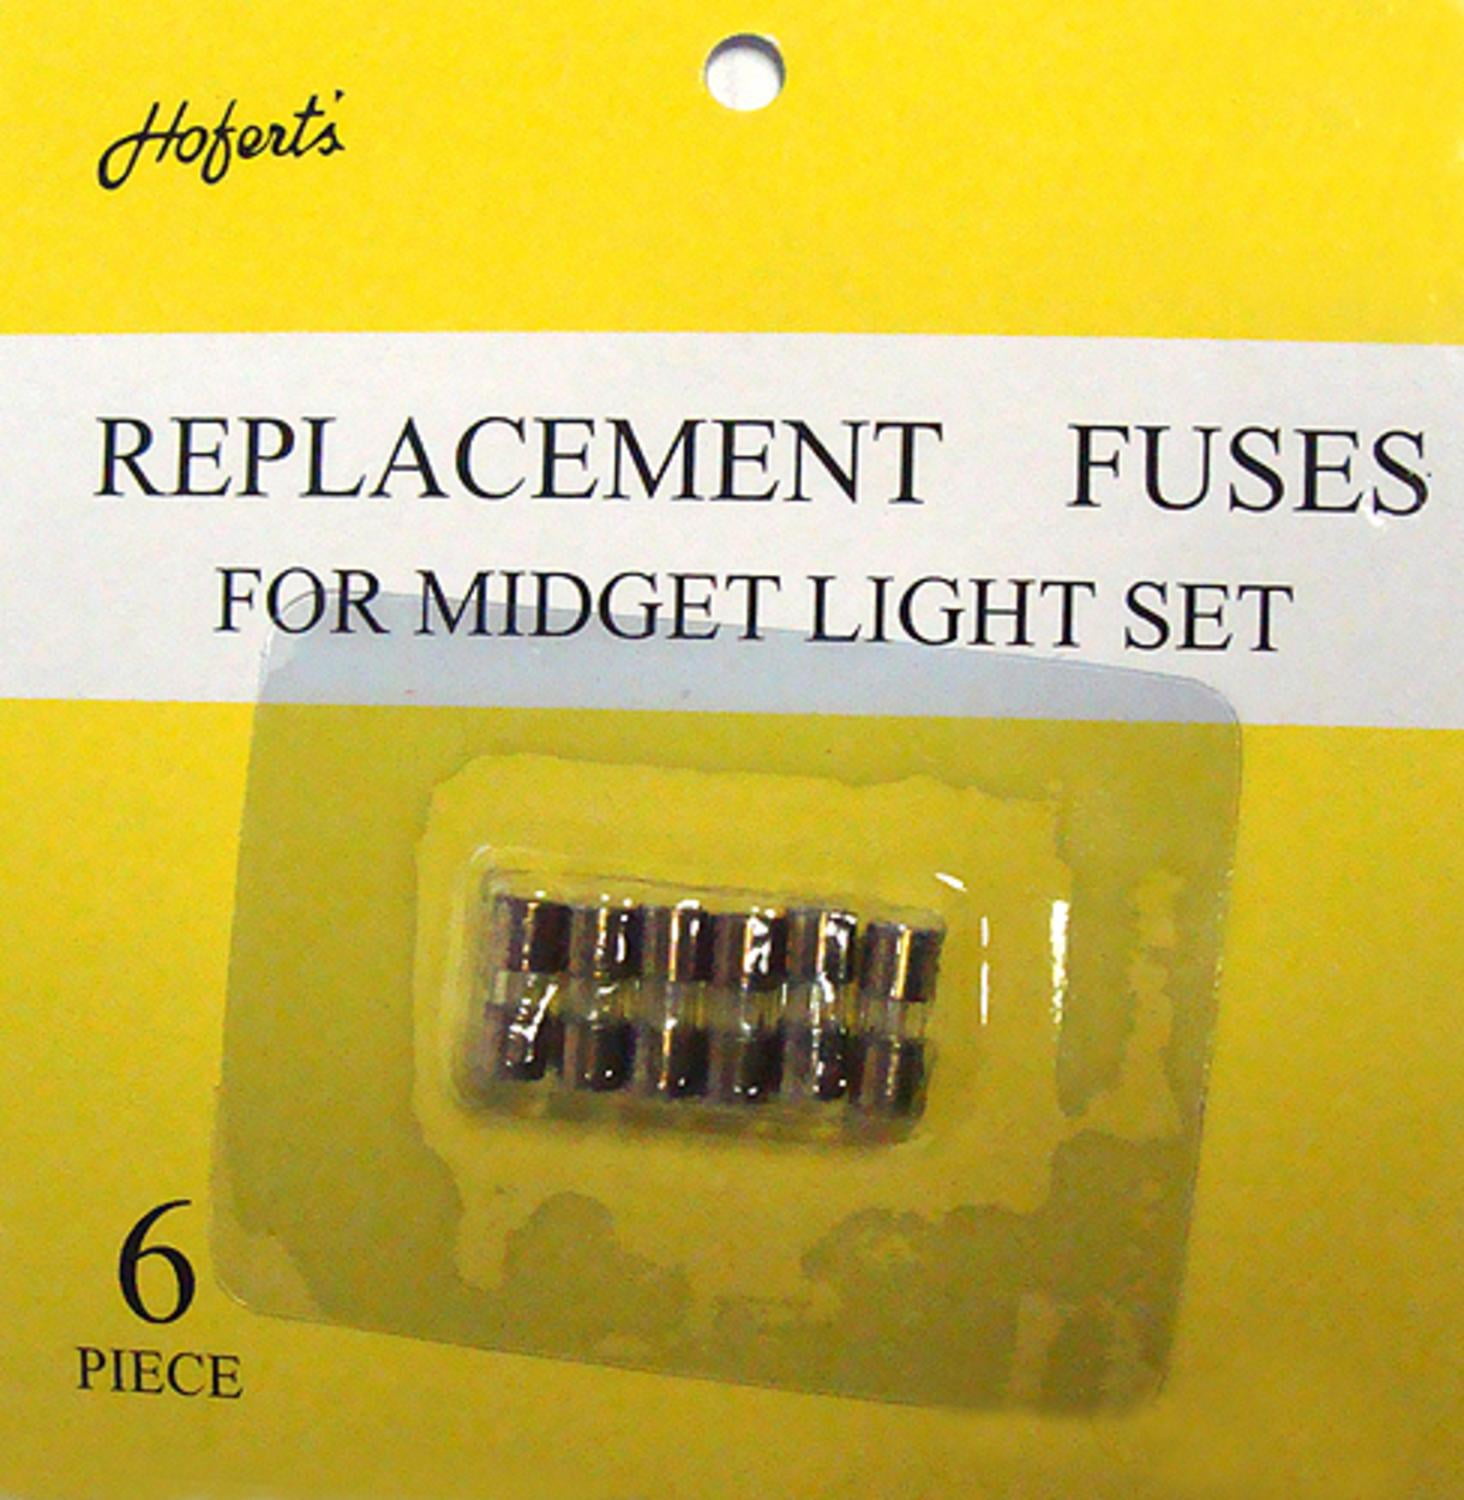 Hofert's
REPLACEMENT FUSES
FOR MIDGET LIGHT SET
6
PIECE